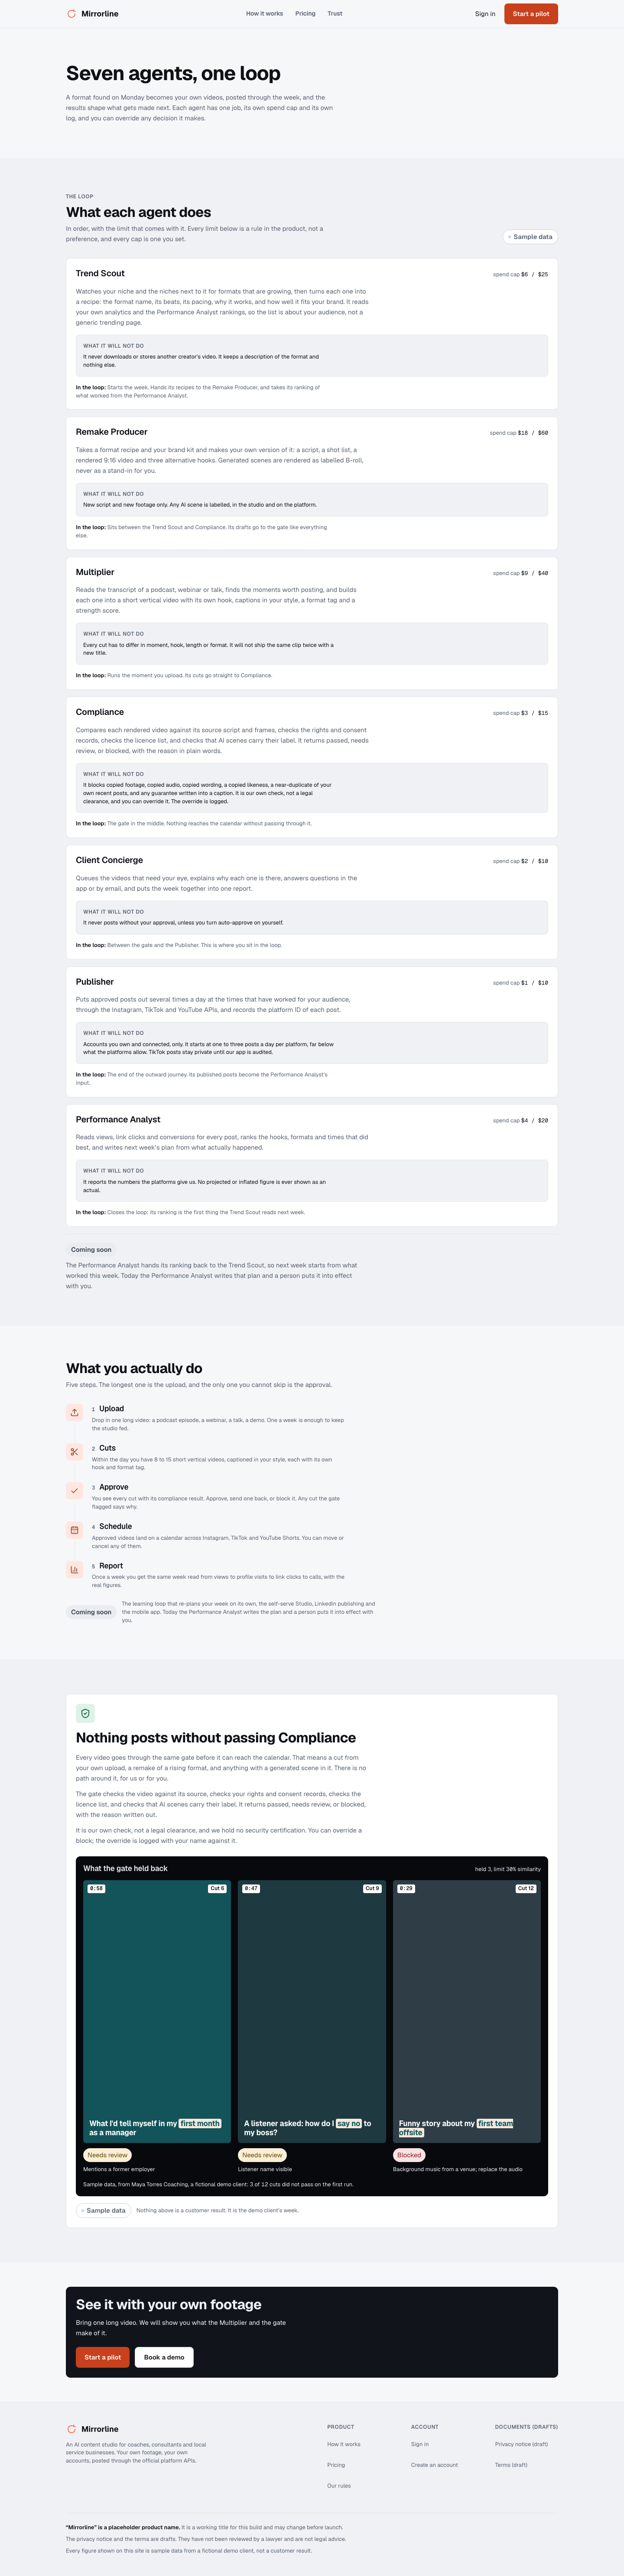 Mirrorline
How it works
Pricing
Trust
Sign in
Start a pilot
Seven agents, one loop
A format found on Monday becomes your own videos, posted through the week, and the
results shape what gets made next. Each agent has one job, its own spend cap and its own
log, and you can override any decision it makes.
THE LOOP
What each agent does
In order, with the limit that comes with it. Every limit below is a rule in the product, not a
preference, and every cap is one you set.
Sample data
Trend Scout
spend cap $6 / $25
Watches your niche and the niches next to it for formats that are growing, then turns each one into
a recipe: the format name, its beats, its pacing, why it works, and how well it fits your brand. It reads
your own analytics and the Performance Analyst rankings, so the list is about your audience, not a
generic trending page.
WHAT IT WILL NOT DO
It never downloads or stores another creator's video. It keeps a description of the format and
nothing else.
In the loop: Starts the week. Hands its recipes to the Remake Producer, and takes its ranking of
what worked from the Performance Analyst.
Remake Producer
spend cap $18 / $60
Takes a format recipe and your brand kit and makes your own version of it: a script, a shot list, a
rendered 9:16 video and three alternative hooks. Generated scenes are rendered as labelled B-roll,
never as a stand-in for you.
WHAT IT WILL NOT DO
New script and new footage only. Any AI scene is labelled, in the studio and on the platform.
In the loop: Sits between the Trend Scout and Compliance. Its drafts go to the gate like everything
else.
Multiplier
spend cap $9 / $40
Reads the transcript of a podcast, webinar or talk, finds the moments worth posting, and builds
each one into a short vertical video with its own hook, captions in your style, a format tag and a
strength score.
WHAT IT WILL NOT DO
Every cut has to differ in moment, hook, length or format. It will not ship the same clip twice with a
new title.
In the loop: Runs the moment you upload. Its cuts go straight to Compliance.
Compliance
spend cap $3 / $15
Compares each rendered video against its source script and frames, checks the rights and consent
records, checks the licence list, and checks that AI scenes carry their label. It returns passed, needs
review, or blocked, with the reason in plain words.
WHAT IT WILL NOT DO
It blocks copied footage, copied audio, copied wording, a copied likeness, a near-duplicate of your
own recent posts, and any guarantee written into a caption. It is our own check, not a legal
clearance, and you can override it. The override is logged.
In the loop: The gate in the middle. Nothing reaches the calendar without passing through it.
Client Concierge
spend cap $2 / $10
Queues the videos that need your eye, explains why each one is there, answers questions in the
app or by email, and puts the week together into one report.
WHAT IT WILL NOT DO
It never posts without your approval, unless you turn auto-approve on yourself.
In the loop: Between the gate and the Publisher. This is where you sit in the loop.
Publisher
spend cap $1 / $10
Puts approved posts out several times a day at the times that have worked for your audience,
through the Instagram, TikTok and YouTube APIs, and records the platform ID of each post.
WHAT IT WILL NOT DO
Accounts you own and connected, only. It starts at one to three posts a day per platform, far below
what the platforms allow. TikTok posts stay private until our app is audited.
In the loop: The end of the outward journey. Its published posts become the Performance Analyst's
input.
Performance Analyst
spend cap $4 / $20
Reads views, link clicks and conversions for every post, ranks the hooks, formats and times that did
best, and writes next week's plan from what actually happened.
WHAT IT WILL NOT DO
It reports the numbers the platforms give us. No projected or inflated figure is ever shown as an
actual.
In the loop: Closes the loop: its ranking is the first thing the Trend Scout reads next week.
Coming soon
The Performance Analyst hands its ranking back to the Trend Scout, so next week starts from what
worked this week. Today the Performance Analyst writes that plan and a person puts it into effect
with you.
What you actually do
Five steps. The longest one is the upload, and the only one you cannot skip is the approval.
1 Upload
Drop in one long video: a podcast episode, a webinar, a talk, a demo. One a week is enough to keep
the studio fed.
2 Cuts
Within the day you have 8 to 15 short vertical videos, captioned in your style, each with its own
hook and format tag.
3 Approve
You see every cut with its compliance result. Approve, send one back, or block it. Any cut the gate
flagged says why.
4 Schedule
Approved videos land on a calendar across Instagram, TikTok and YouTube Shorts. You can move or
cancel any of them.
5 Report
Once a week you get the same week read from views to profile visits to link clicks to calls, with the
real figures.
Coming soon
The learning loop that re-plans your week on its own, the self-serve Studio, LinkedIn publishing and
the mobile app. Today the Performance Analyst writes the plan and a person puts it into effect with
you.
Nothing posts without passing Compliance
Every video goes through the same gate before it can reach the calendar. That means a cut from
your own upload, a remake of a rising format, and anything with a generated scene in it. There is no
path around it, for us or for you.
The gate checks the video against its source, checks your rights and consent records, checks the
licence list, and checks that AI scenes carry their label. It returns passed, needs review, or blocked,
with the reason written out.
It is our own check, not a legal clearance, and we hold no security certification. You can override a
block; the override is logged with your name against it.
What the gate held back
held 3, limit 30% similarity
0:58
Cut 6
What I'd tell myself in my first month
as a manager
Needs review
Mentions a former employer
0:47
Cut 9
A listener asked: how do I say no to
my boss?
Needs review
Listener name visible
0:29
Cut 12
Funny story about my first team
offsite
Blocked
Background music from a venue; replace the audio
Sample data, from Maya Torres Coaching, a fictional demo client: 3 of 12 cuts did not pass on the first run.
Sample data
Nothing above is a customer result. It is the demo client's week.
See it with your own footage
Bring one long video. We will show you what the Multiplier and the gate
make of it.
Start a pilot
Book a demo
Mirrorline
An AI content studio for coaches, consultants and local
service businesses. Your own footage, your own
accounts, posted through the official platform APIs.
PRODUCT
How it works
Pricing
Our rules
ACCOUNT
Sign in
Create an account
DOCUMENTS (DRAFTS)
Privacy notice (draft)
Terms (draft)
"Mirrorline" is a placeholder product name. It is a working title for this build and may change before launch.
The privacy notice and the terms are drafts. They have not been reviewed by a lawyer and are not legal advice.
Every figure shown on this site is sample data from a fictional demo client, not a customer result.